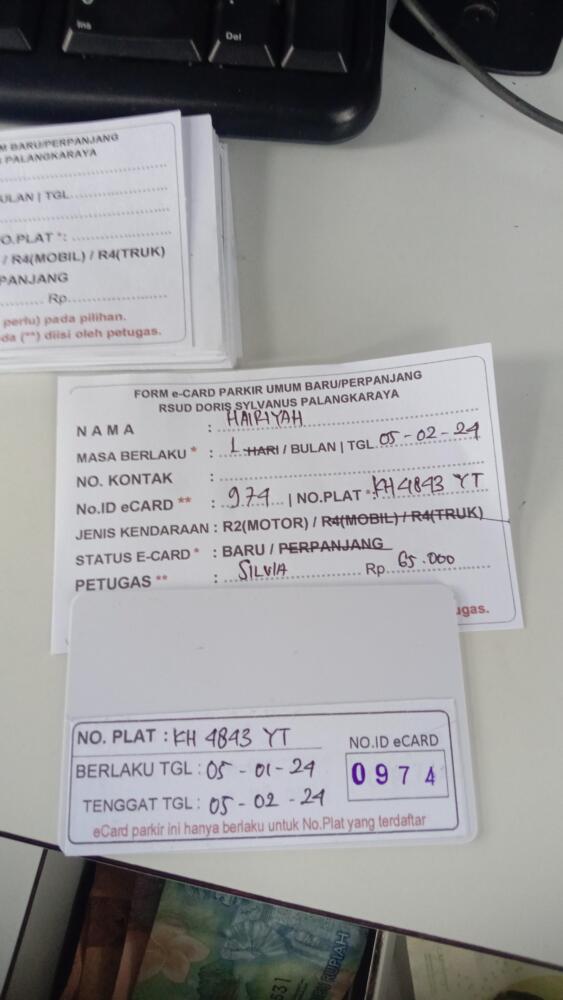 Ins
Del
M BARU/PERPANJANG
PALANGKARAYA
ULAN | TGL
NO.PLAT *:
/ R4(MOBIL) / R4(TRUK)
PANJANG
Rp.
perlu) pada pilihan.
da (**) diisi oleh petugas.
FORM e-CARD PARKIR UMUM BARU/PERPANJANG
RSUD DORIS SYLVANUS PALANGKARAYA
NAMA : HAIRIYAH
MASA BERLAKU * : 1 HARI / BULAN | TGL 05-02-24
NO. KONTAK :
No.ID eCARD ** : 974 | NO.PLAT *: KH 4843 YT
JENIS KENDARAAN : R2(MOTOR) / R4(MOBIL) / R4(TRUK)
STATUS E-CARD * : BARU / PERPANJANG
PETUGAS ** : SILVIA Rp. 65.000
ugas.
NO. PLAT : KH 4843 YT
NO.ID eCARD
BERLAKU TGL : 05-01-24
0974
TENGGAT TGL : 05-02-24
eCard parkir ini hanya berlaku untuk No.Plat yang terdaftar
RUPIAH